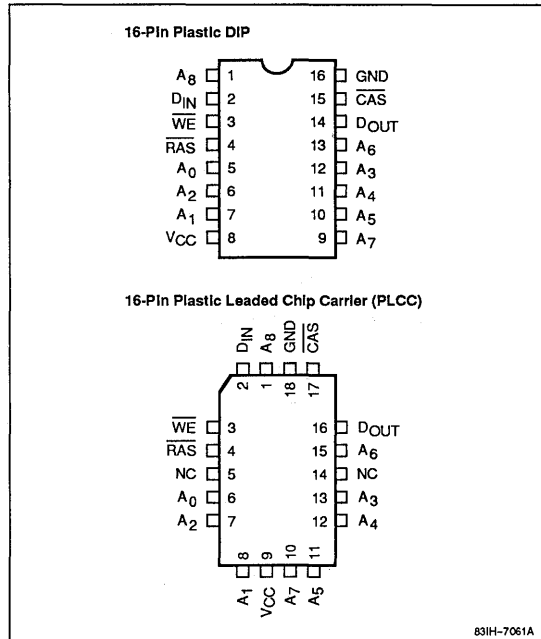 16-Pin Plastic DIP
A8 1 16 GND
DIN 2 15 CAS
WE 3 14 DOUT
RAS 4 13 A6
A0 5 12 A3
A2 6 11 A4
A1 7 10 A5
VCC 8 9 A7
16-Pin Plastic Leaded Chip Carrier (PLCC)
DIN A8 GND CAS
2 1 18 17
WE 3 16 DOUT
RAS 4 15 A6
NC 5 14 NC
A0 6 13 A3
A2 7 12 A4
8 9 10 11
A1 VCC A7 A5
83IH-7061A